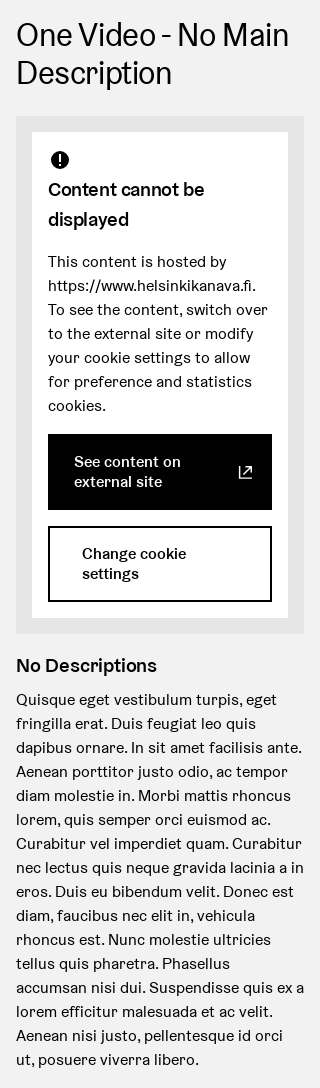 One Video - No Main
Description
Content cannot be
displayed
This content is hosted by
https://www.helsinkikanava.fi.
To see the content, switch over
to the external site or modify
your cookie settings to allow
for preference and statistics
cookies.
See content on
external site
Change cookie
settings
No Descriptions
Quisque eget vestibulum turpis, eget
fringilla erat. Duis feugiat leo quis
dapibus ornare. In sit amet facilisis ante.
Aenean porttitor justo odio, ac tempor
diam molestie in. Morbi mattis rhoncus
lorem, quis semper orci euismod ac.
Curabitur vel imperdiet quam. Curabitur
nec lectus quis neque gravida lacinia a in
eros. Duis eu bibendum velit. Donec est
diam, faucibus nec elit in, vehicula
rhoncus est. Nunc molestie ultricies
tellus quis pharetra. Phasellus
accumsan nisi dui. Suspendisse quis ex a
lorem efficitur malesuada et ac velit.
Aenean nisi justo, pellentesque id orci
ut, posuere viverra libero.